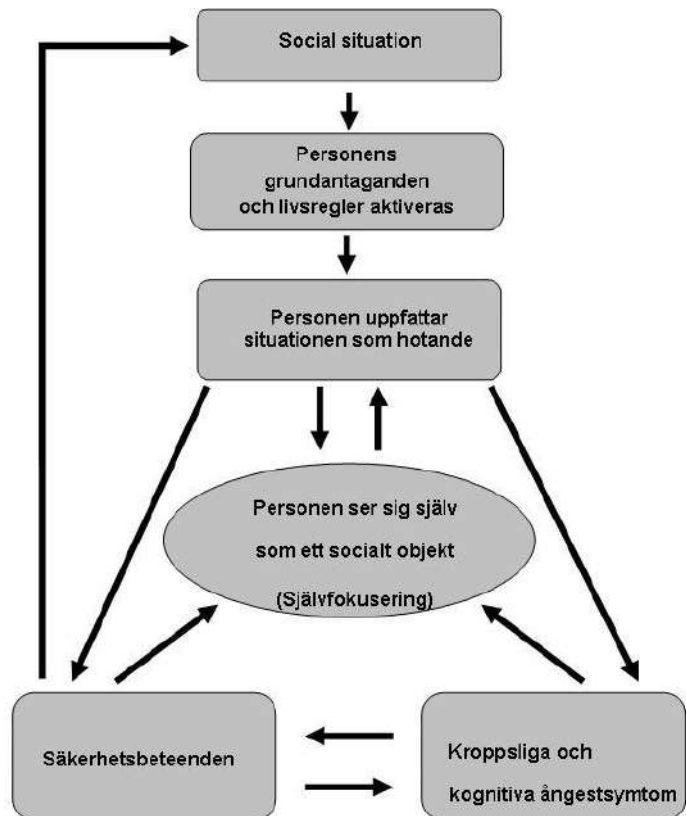 Social situation
Personens
grundantaganden
och livsregler aktiveras
Personen uppfattar
situationen som hotande
Personen ser sig själv
som ett socialt objekt
(Självfokusering)
Säkerhetsbeteenden
Kroppsliga och
kognitiva ångestsymtom